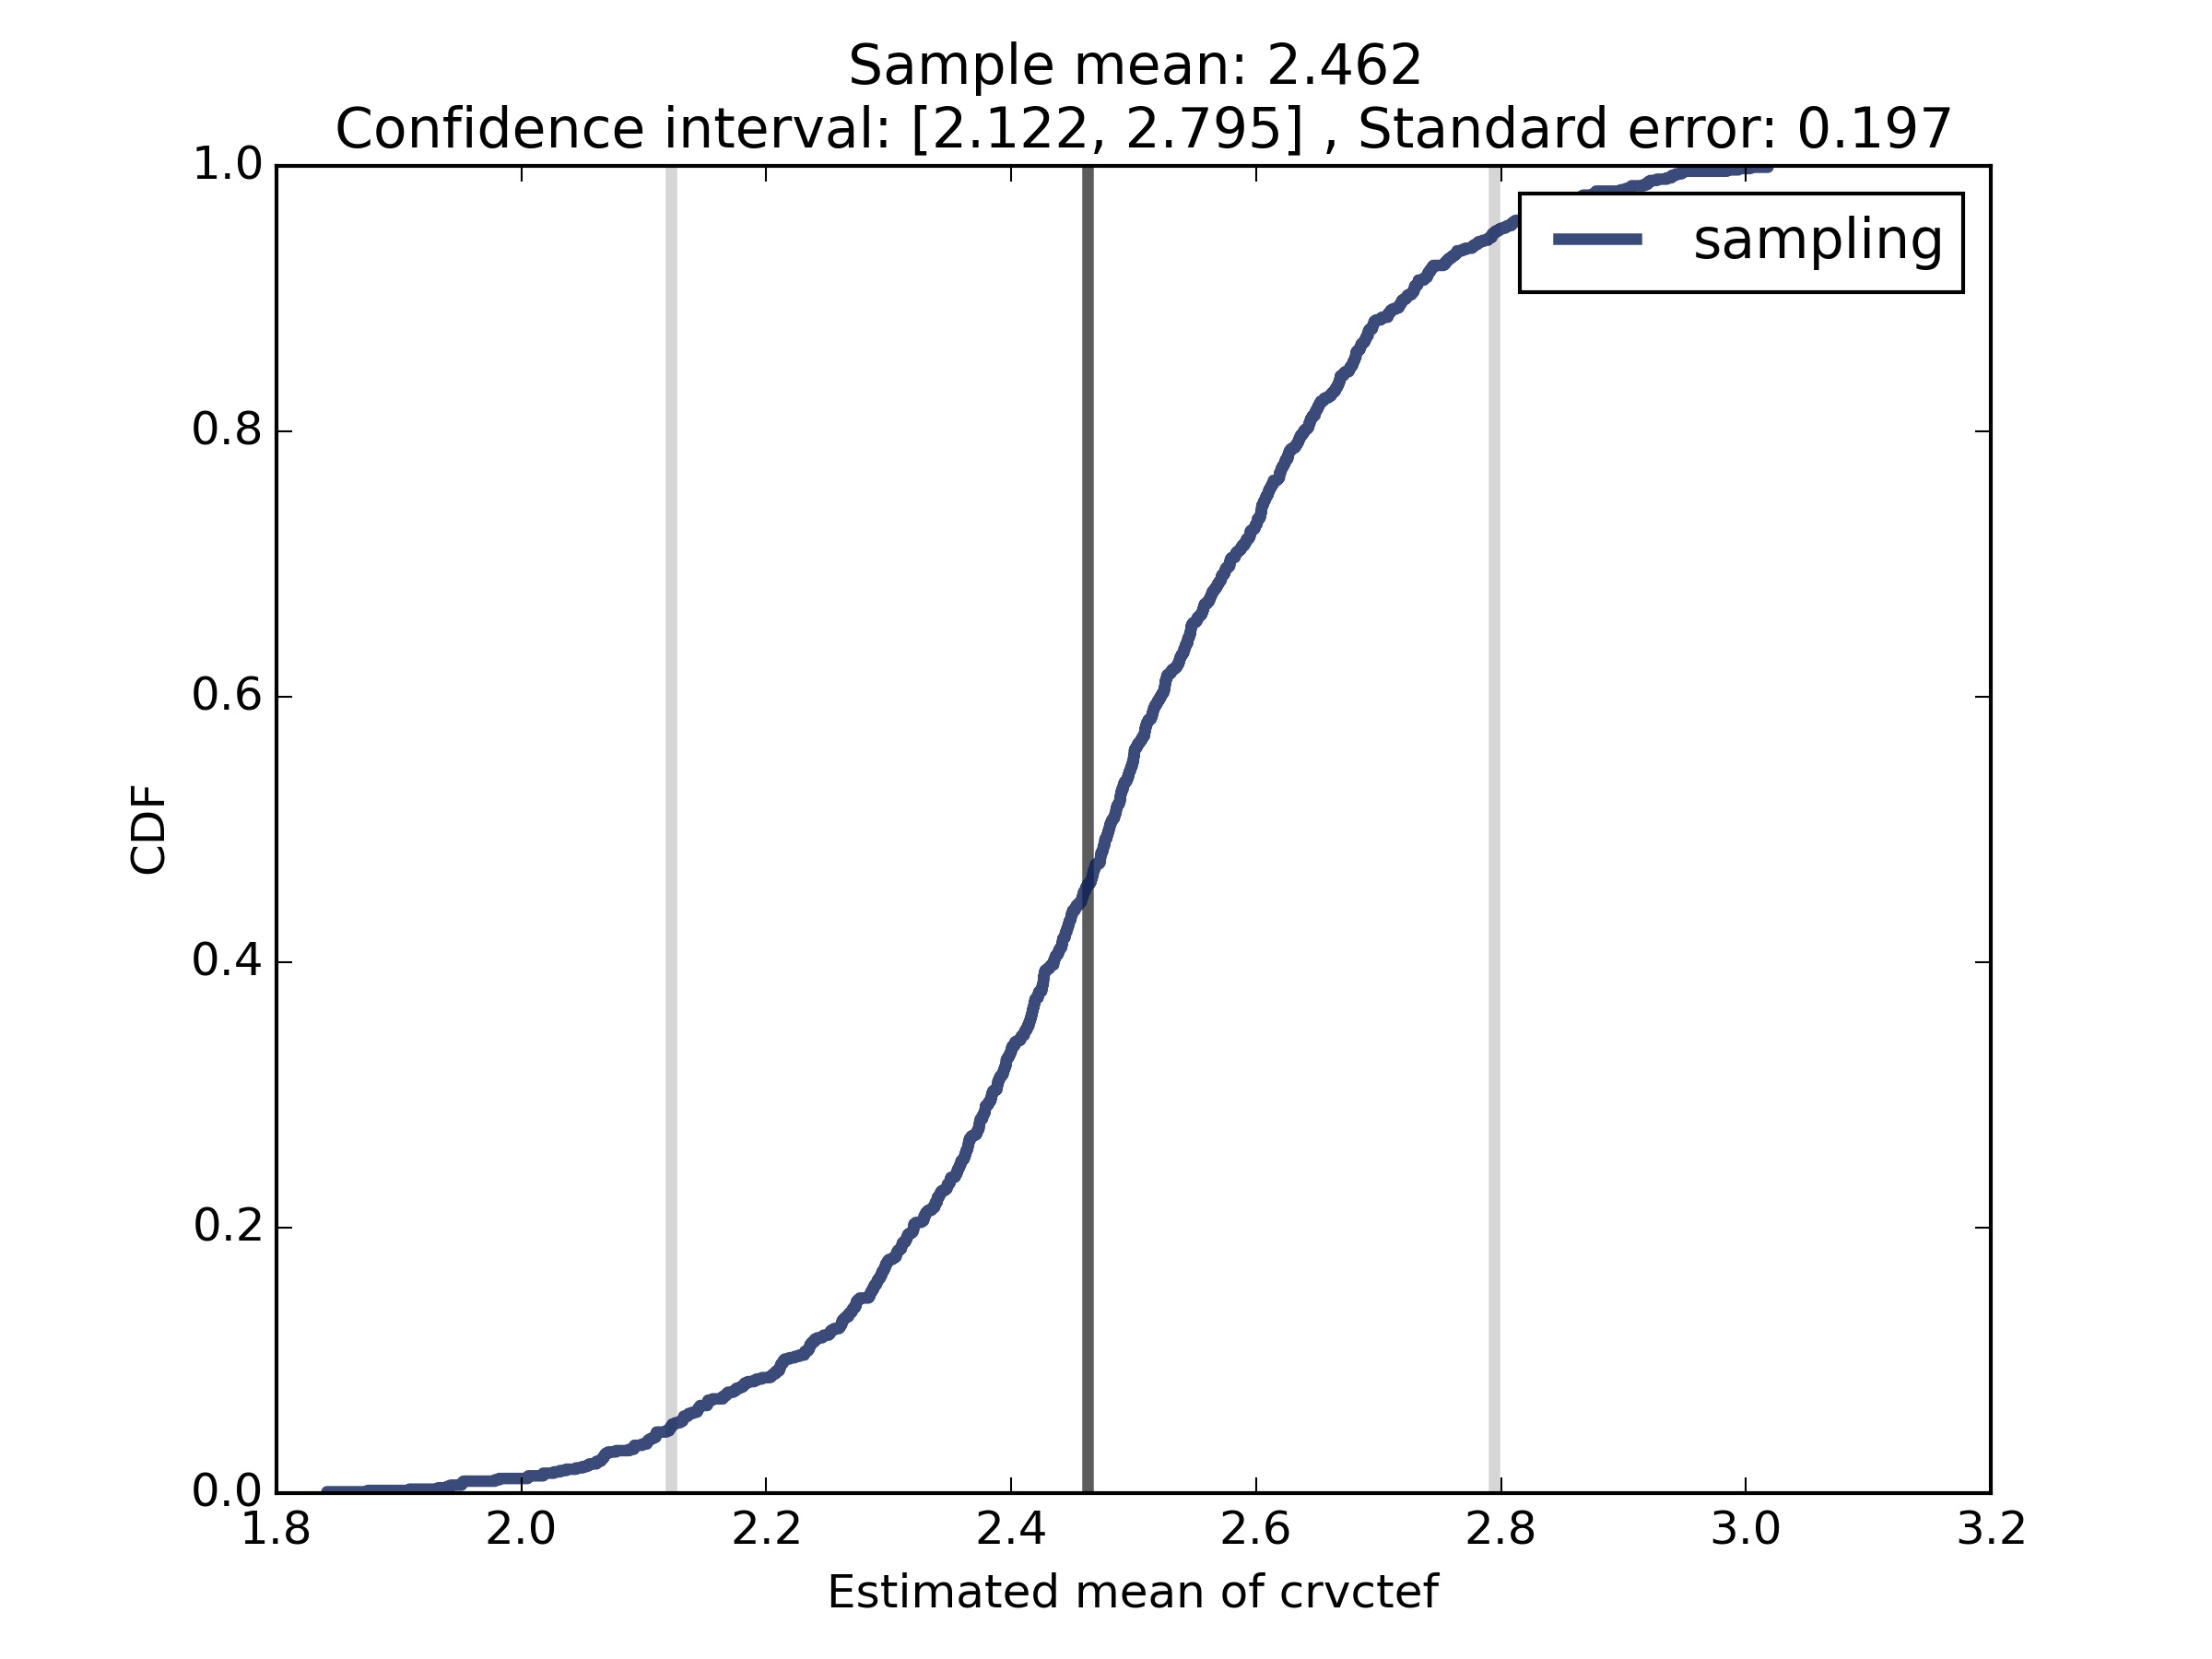 Sample mean: 2.462
Confidence interval: [2.122, 2.795] , Standard error: 0.197
1.0
0.8
0.6
0.4
0.2
0.0
CDF
sampling
1.8 2.0 2.2 2.4 2.6 2.8 3.0 3.2
Estimated mean of crvctef